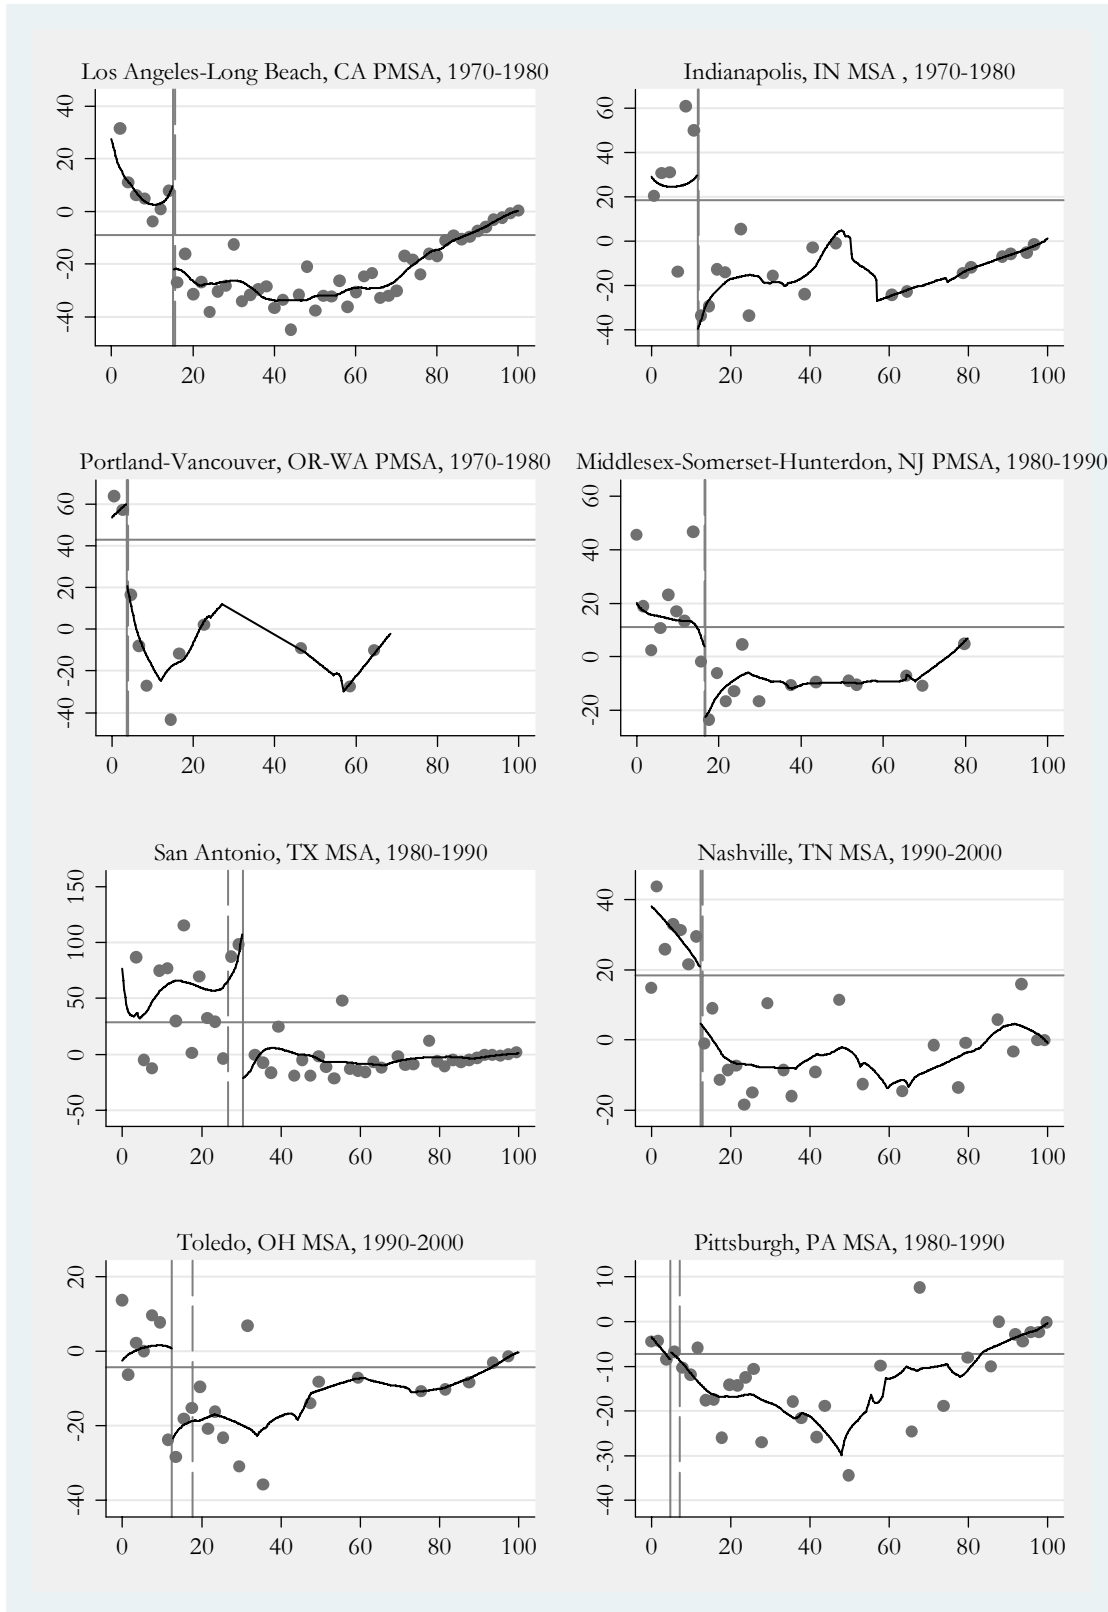 Los Angeles-Long Beach, CA PMSA, 1970-1980
40
20
0
-20
-40
0 20 40 60 80 100
Indianapolis, IN MSA , 1970-1980
60
40
20
0
-20
-40
0 20 40 60 80 100
Portland-Vancouver, OR-WA PMSA, 1970-1980
60
40
20
0
-20
-40
0 20 40 60 80 100
Middlesex-Somerset-Hunterdon, NJ PMSA, 1980-1990
60
40
20
0
-20
0 20 40 60 80 100
San Antonio, TX MSA, 1980-1990
150
100
50
0
-50
0 20 40 60 80 100
Nashville, TN MSA, 1990-2000
40
20
0
-20
0 20 40 60 80 100
Toledo, OH MSA, 1990-2000
20
0
-20
-40
0 20 40 60 80 100
Pittsburgh, PA MSA, 1980-1990
10
0
-10
-20
-30
-40
0 20 40 60 80 100